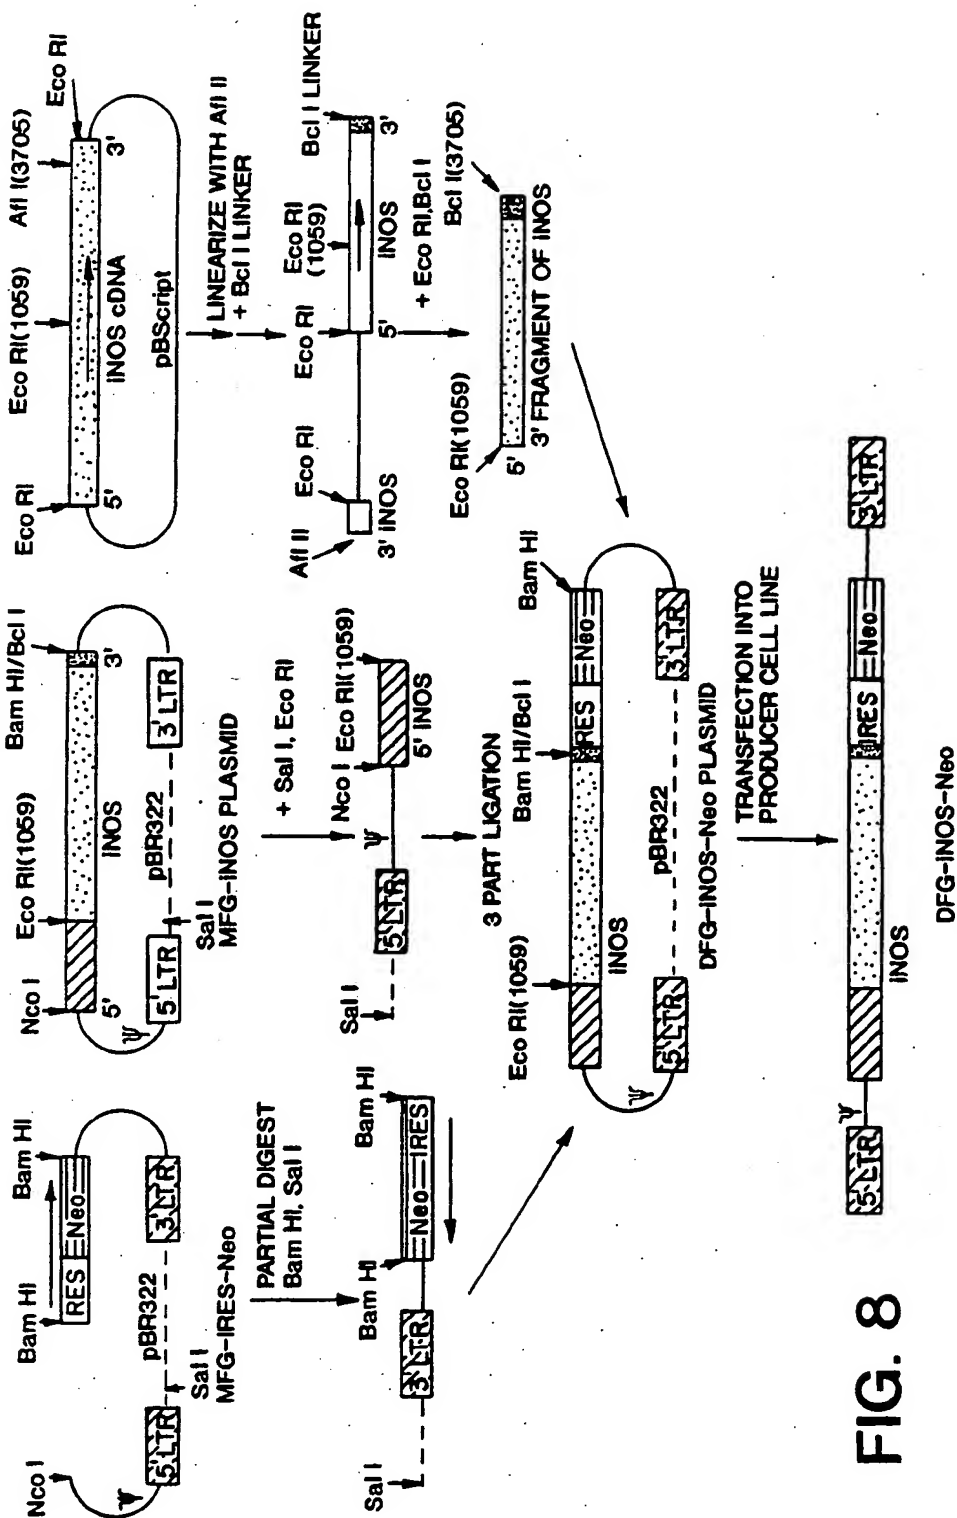 Nco I
Bam HI
Bam HI
IRES
Neo
ψ
5' LTR
pBR322
3' LTR
Sal I
MFG-IRES-Neo
PARTIAL DIGEST
Bam HI, Sal I
Sal I
3' LTR
Bam HI
Bam HI
Neo
IRES
Nco I
Eco RI(1059)
Bam HI/Bcl I
5'
iNOS
3'
ψ
5' LTR
pBR322
3' LTR
Sal I
MFG-iNOS PLASMID
+ Sal I, Eco RI
Sal I
5' LTR
ψ
Nco I
Eco RI(1059)
5' iNOS
Eco RI
Eco RI(1059)
Afl I(3705)
Eco RI
5'
iNOS cDNA
3'
pBScript
LINEARIZE WITH Afl II
+ Bcl I LINKER
Afl II
Eco RI
3' iNOS
Eco RI
Eco RI
(1059)
Bcl I LINKER
5'
iNOS
3'
+ Eco RI,Bcl I
Eco RI(1059)
Bcl I(3705)
5'
3' FRAGMENT OF iNOS
3 PART LIGATION
Eco RI(1059)
Bam HI/Bcl I
Bam HI
iNOS
IRES
Neo
ψ
5' LTR
pBR322
3' LTR
DFG-iNOS-Neo PLASMID
TRANSFECTION INTO
PRODUCER CELL LINE
5' LTR
ψ
iNOS
IRES
Neo
3' LTR
DFG-iNOS-Neo
FIG. 8